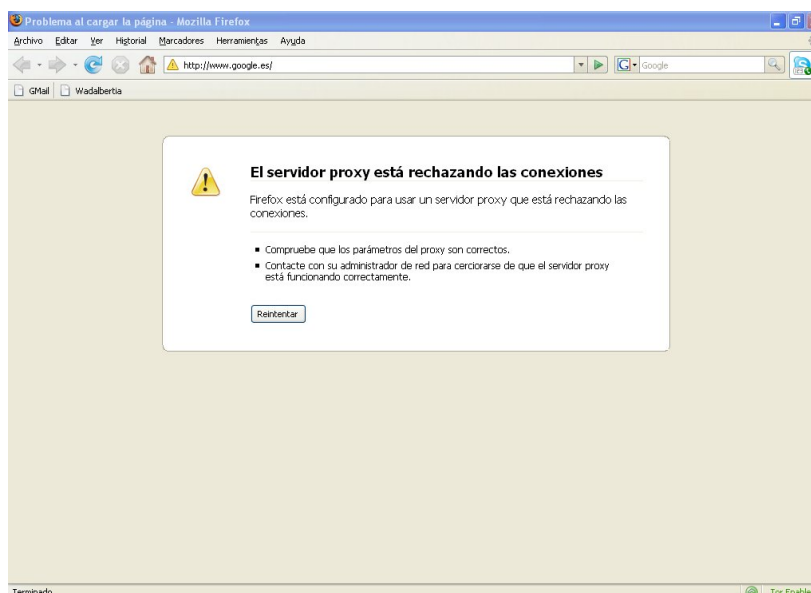 Problema al cargar la página - Mozilla Firefox
Archivo Editar Ver Historial Marcadores Herramientas Ayuda
http://www.google.es/ G Google
GMail Wadalbertia
El servidor proxy está rechazando las conexiones
Firefox está configurado para usar un servidor proxy que está rechazando las
conexiones.
Compruebe que los parámetros del proxy son correctos.
Contacte con su administrador de red para cerciorarse de que el servidor proxy
está funcionando correctamente.
Reintentar
Terminado Tor